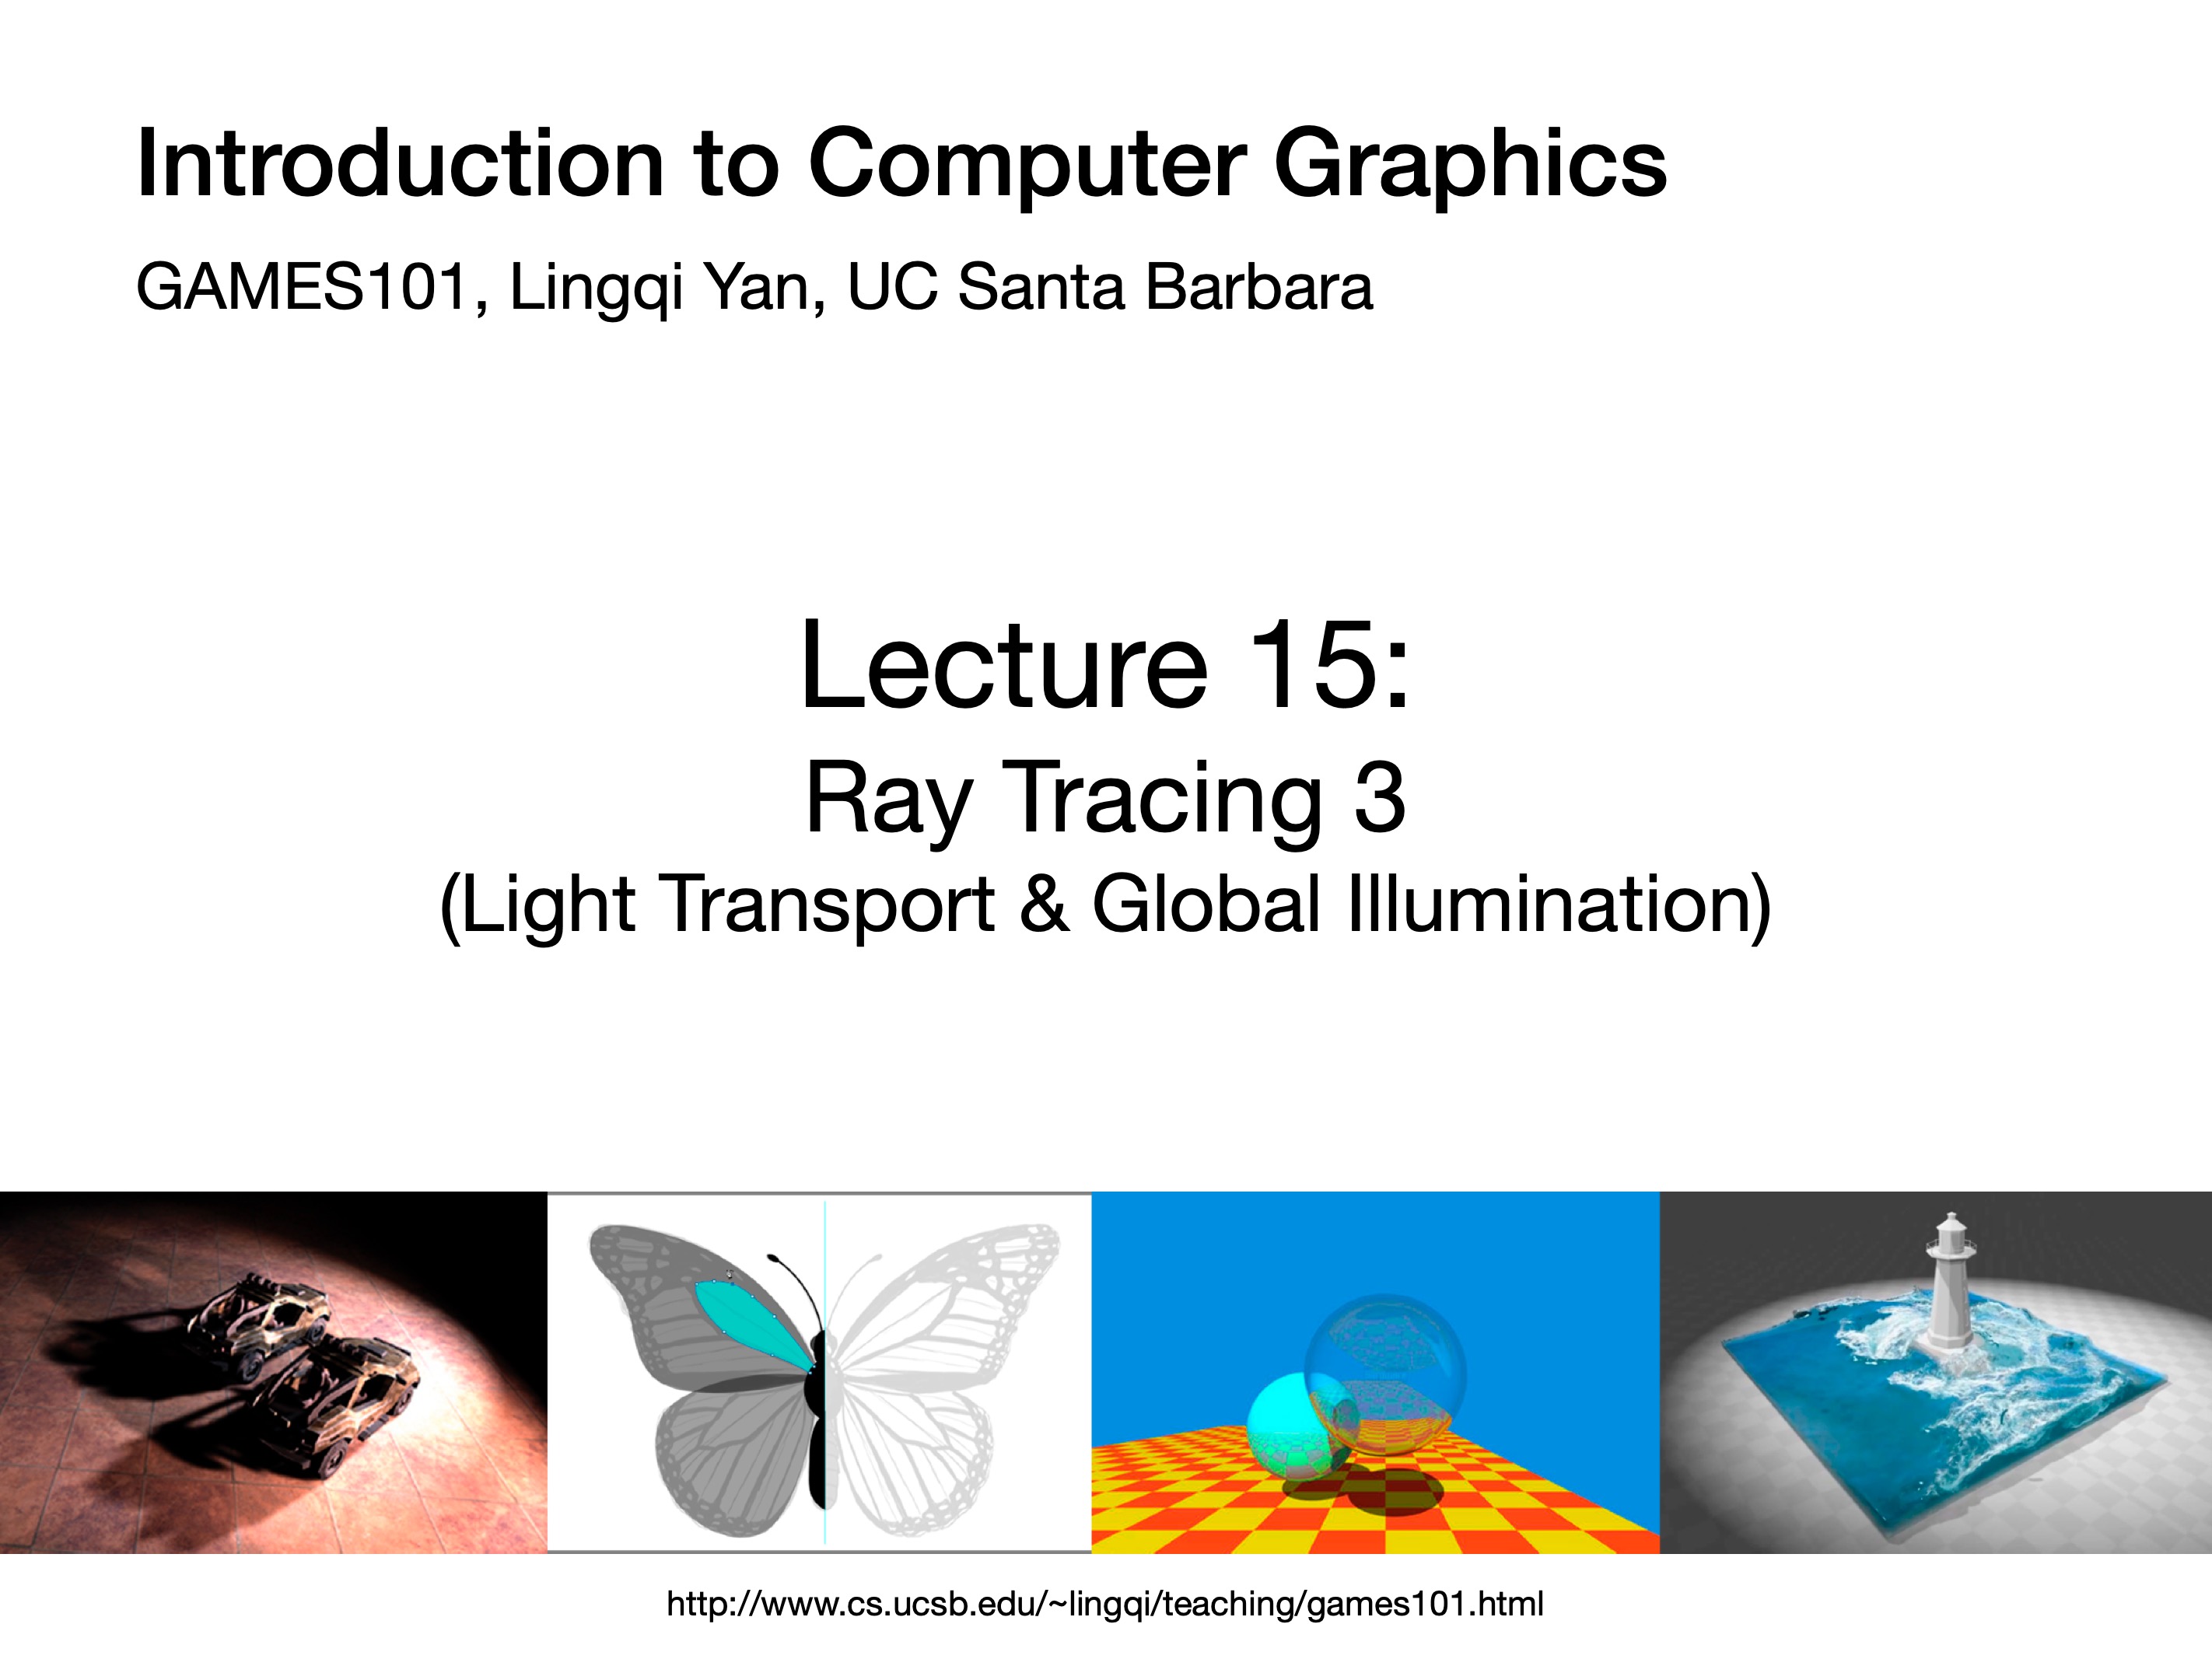 Introduction to Computer Graphics
GAMES101, Lingqi Yan, UC Santa Barbara
Lecture 15:
Ray Tracing 3
(Light Transport & Global Illumination)
http://www.cs.ucsb.edu/~lingqi/teaching/games101.html